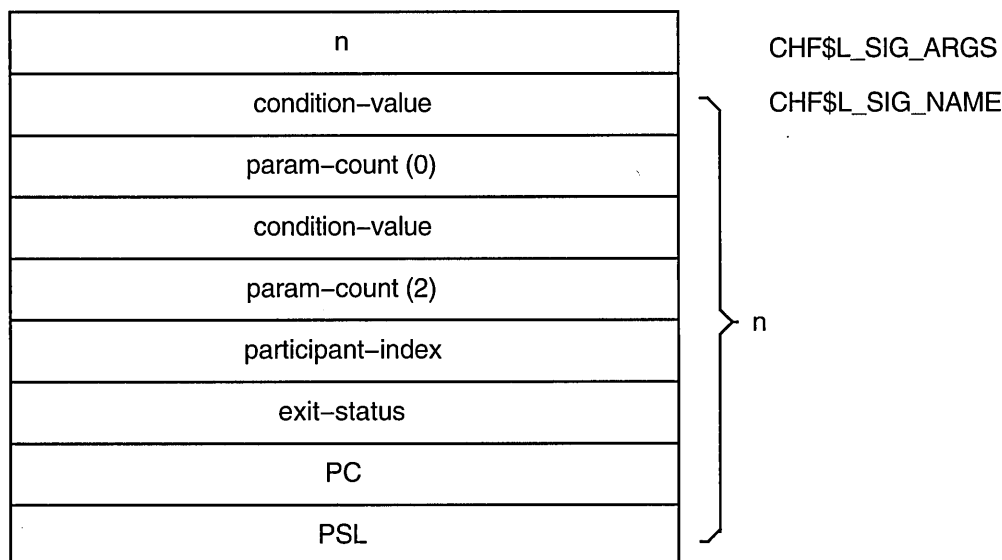 n
CHF$L_SIG_ARGS
condition–value
CHF$L_SIG_NAME
param–count (0)
condition–value
param–count (2)
n
participant–index
exit–status
PC
PSL